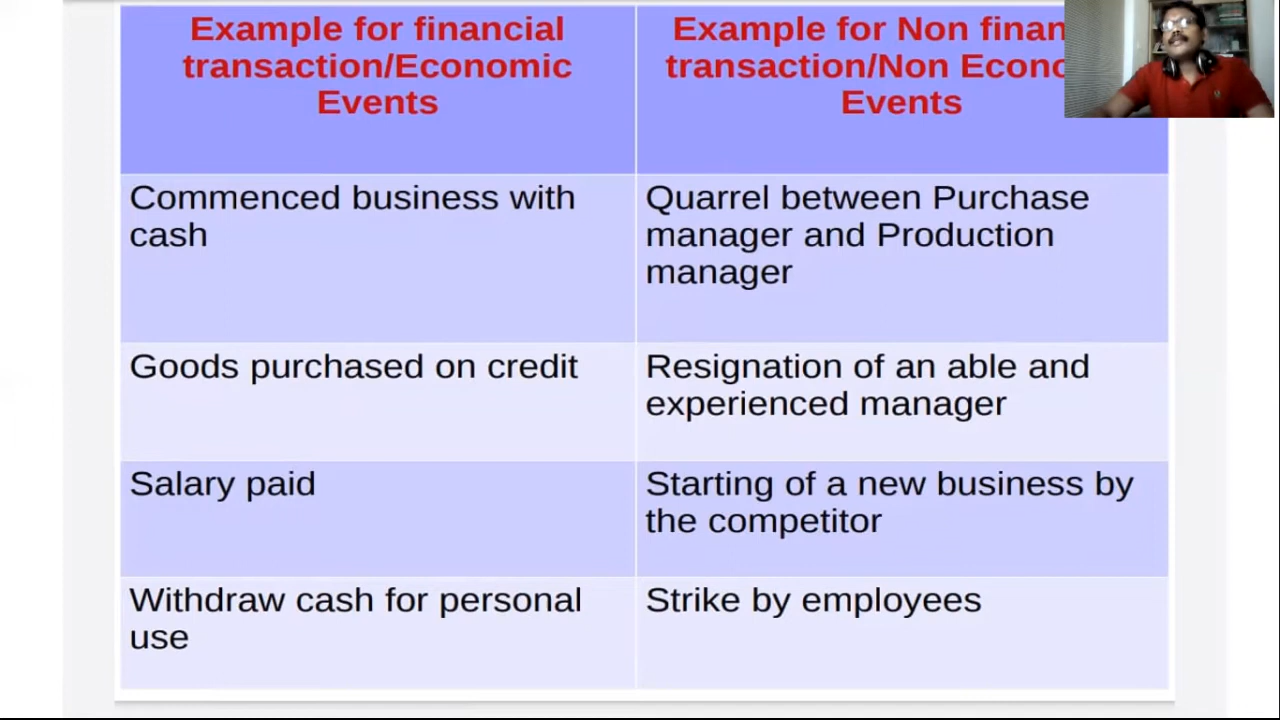 Example for financial
transaction/Economic
Events
Example for Non finan
transaction/Non Econo
Events
Commenced business with
cash
Quarrel between Purchase
manager and Production
manager
Goods purchased on credit
Resignation of an able and
experienced manager
Salary paid
Starting of a new business by
the competitor
Withdraw cash for personal
use
Strike by employees